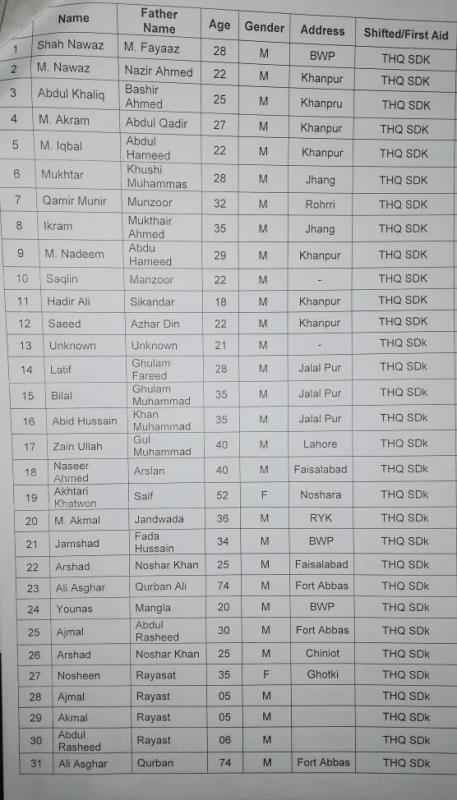 Name Father Name Age Gender Address Shifted/First Aid
1 Shah Nawaz M. Fayaaz 28 M BWP THQ SDK
2 M. Nawaz Nazir Ahmed 22 M Khanpur THQ SDK
3 Abdul Khaliq Bashir Ahmed 25 M Khanpru THQ SDK
4 M. Akram Abdul Qadir 27 M Khanpur THQ SDK
5 M. Iqbal Abdul Hameed 22 M Khanpur THQ SDK
6 Mukhtar Khushi Muhammas 28 M Jhang THQ SDK
7 Qamir Munir Munzoor 32 M Rohrri THQ SDK
8 Ikram Mukthair Ahmed 35 M Jhang THQ SDK
9 M. Nadeem Abdu Hameed 29 M Khanpur THQ SDK
10 Saqlin Manzoor 22 M - THQ SDK
11 Hadir Ali Sikandar 18 M Khanpur THQ SDK
12 Saeed Azhar Din 22 M Khanpur THQ SDK
13 Unknown Unknown 21 M - THQ SDk
14 Latif Ghulam Fareed 28 M Jalal Pur THQ SDk
15 Bilal Ghulam Muhammad 35 M Jalal Pur THQ SDk
16 Abid Hussain Khan Muhammad 35 M Jalal Pur THQ SDk
17 Zain Ullah Gul Muhammad 40 M Lahore THQ SDk
18 Naseer Ahmed Arslan 40 M Faisalabad THQ SDk
19 Akhtari Khatwon Saif 52 F Noshara THQ SDk
20 M. Akmal Jandwada 36 M RYK THQ SDk
21 Jamshad Fada Hussain 34 M BWP THQ SDk
22 Arshad Noshar Khan 25 M Faisalabad THQ SDk
23 Ali Asghar Qurban Ali 74 M Fort Abbas THQ SDk
24 Younas Mangla 20 M BWP THQ SDk
25 Ajmal Abdul Rasheed 30 M Fort Abbas THQ SDk
26 Arshad Noshar Khan 25 M Chiniot THQ SDk
27 Nosheen Rayasat 35 F Ghotki THQ SDk
28 Ajmal Rayast 05 M THQ SDk
29 Akmal Rayast 05 M THQ SDk
30 Abdul Rasheed Rayast 06 M THQ SDk
31 Ali Asghar Qurban 74 M Fort Abbas THQ SDk